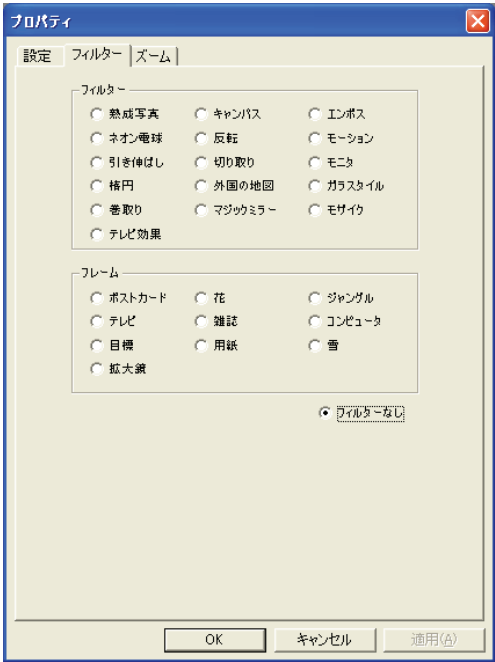 プロパティ
設定 フィルター ズーム
フィルター
熟成写真 キャンパス エンボス
ネオン電球 反転 モーション
引き伸ばし 切り取り モニタ
楕円 外国の地図 ガラスタイル
巻取り マジックミラー モザイク
テレビ効果
フレーム
ポストカード 花 ジャングル
テレビ 雑誌 コンピュータ
目標 用紙 雪
拡大鏡
フィルターなし
OK キャンセル 適用(A)